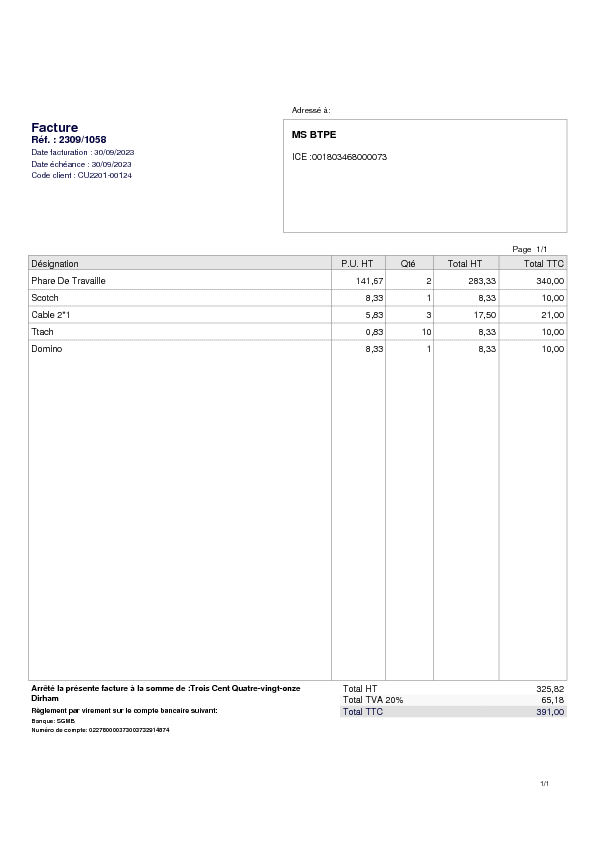 Adressé à:
Facture
Réf. : 2309/1058
Date facturation : 30/09/2023
Date échéance : 30/09/2023
Code client : CU2201-00124
MS BTPE
ICE :001803468000073
Page 1/1
Désignation P.U. HT Qté Total HT Total TTC
Phare De Travaille 141,67 2 283,33 340,00
Scotch 8,33 1 8,33 10,00
Cable 2*1 5,83 3 17,50 21,00
Ttach 0,83 10 8,33 10,00
Domino 8,33 1 8,33 10,00
Arrêté la présente facture à la somme de :Trois Cent Quatre-vingt-onze
Dirham
Règlement par virement sur le compte bancaire suivant:
Banque: SGMB
Numéro de compte:
Total HT 325,82
Total TVA 20% 65,18
Total TTC 391,00
1/1